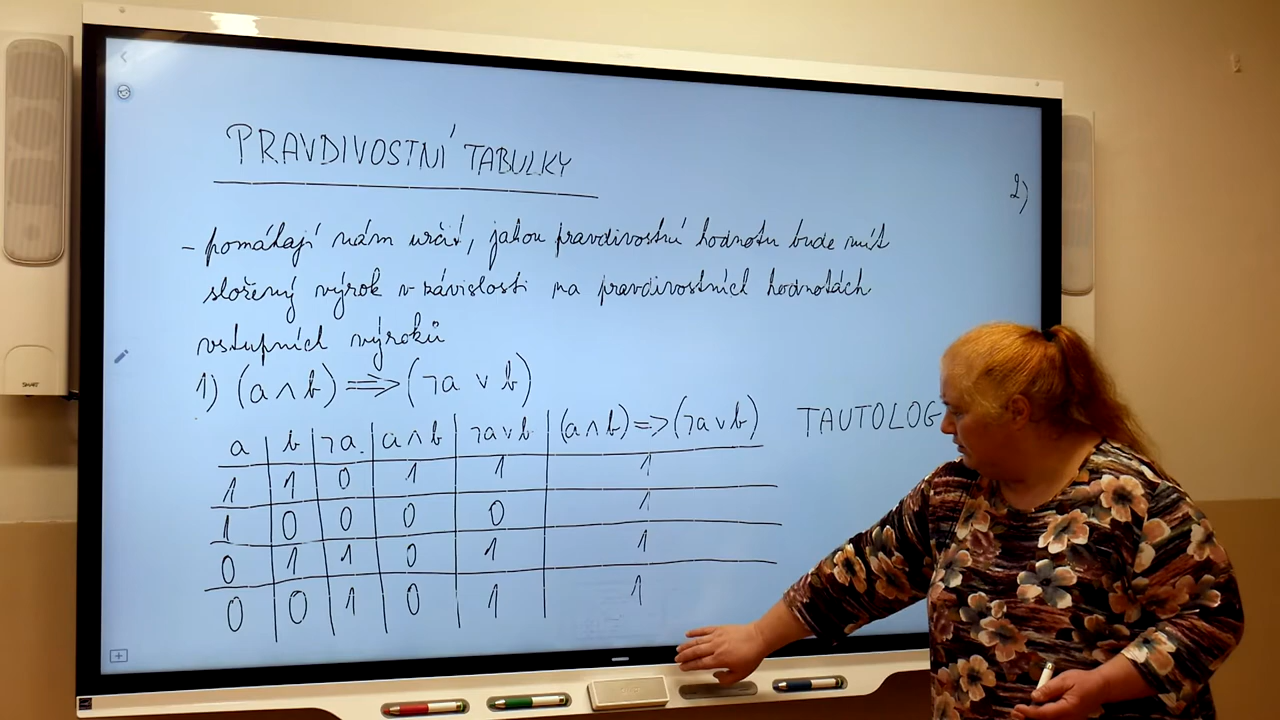 PRAVDIVOSTNÍ TABULKY
2)
- pomáhají nám určit, jakou pravdivostní hodnotu bude mít
složený výrok v závislosti na pravdivostních hodnotách
vstupních výroků
1) (a ∧ b) => (¬a ∨ b)
a b ¬a a ∧ b ¬a ∨ b (a ∧ b) => (¬a ∨ b) TAUTOLOG
1 1 0 1 1 1
1 0 0 0 0 1
0 1 1 0 1 1
0 0 1 0 1 1